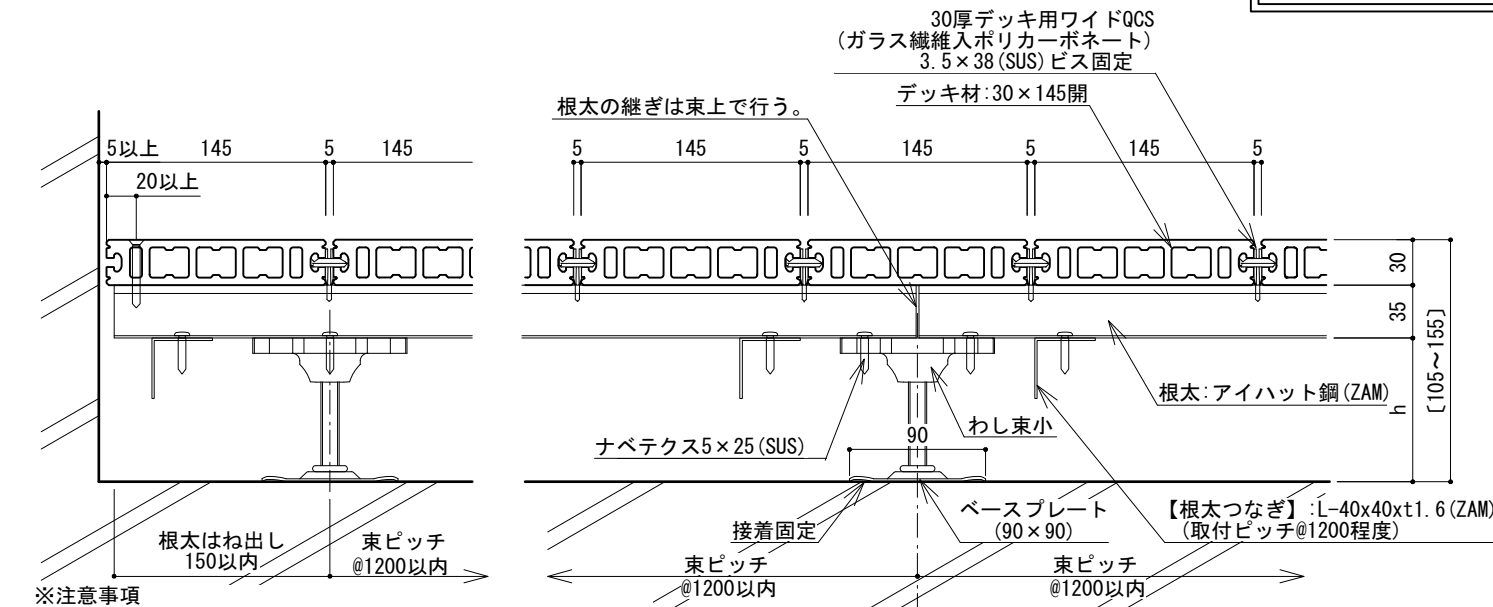 30厚デッキ用ワイドQCS
(ガラス繊維入ポリカーボネート)
3.5×38(SUS)ビス固定
デッキ材:30×145開
根太の継ぎは束上で行う。
5以上 145 5 145 5 145 5 145 5 145 5
20以上
30
35
h
[105~155]
根太:アイハット鋼(ZAM)
わし束小
90
ナベテクス5×25(SUS)
接着固定
ベースプレート
(90×90)
【根太つなぎ】:L-40x40xt1.6(ZAM)
(取付ピッチ@1200程度)
根太はね出し
150以内
束ピッチ
@1200以内
束ピッチ
@1200以内
束ピッチ
@1200以内
※注意事項